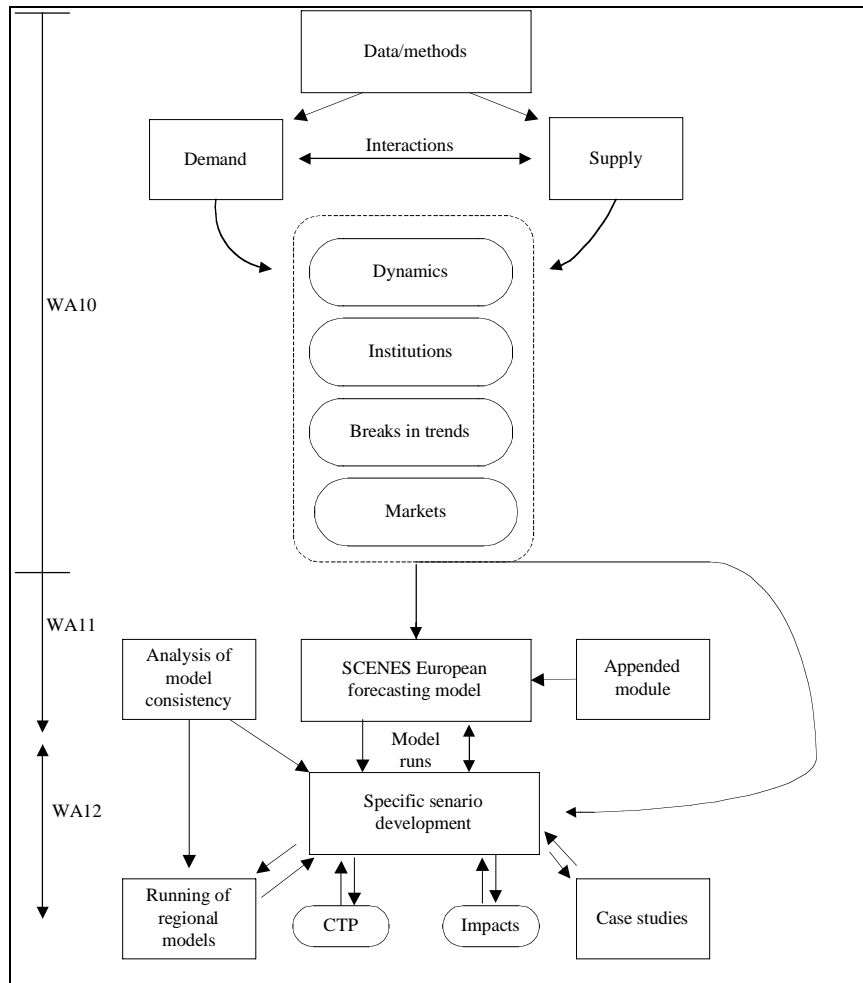 Data/methods
Demand
Interactions
Supply
Dynamics
WA10
Institutions
Breaks in trends
Markets
WA11
Analysis of
model
consistency
SCENES European
forecasting model
Appended
module
Model
runs
WA12
Specific senario
development
Running of
regional
models
CTP
Impacts
Case studies